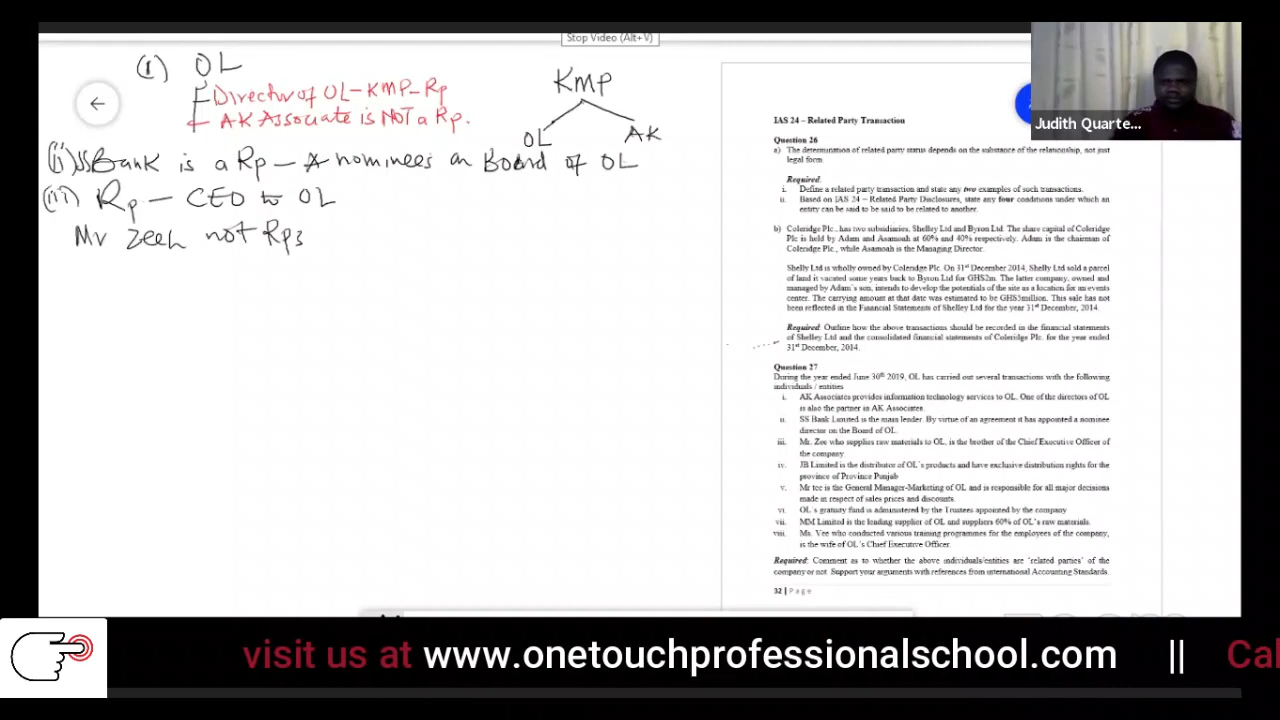 Stop Video (Alt+V)
(i) OL
Director of OL-KMP-Rp
AK Associate is NOT a Rp.
KMP
OL AK
(ii) SSBank is a Rp - A nominees on Board of OL
(iii) Rp - CEO to OL
Mr Zeeh not Rps
Judith Quarte...
IAS 24 – Related Party Transaction
Question 26
a) The determination of related party status depends on the substance of the relationship, not just
legal form.
Required:
i. Define a related party transaction and state any two examples of such transactions.
ii. Based on IAS 24 – Related Party Disclosures, state any four conditions under which an
entity can be said to be said to be related to another.
b) Coleridge Plc., has two subsidiaries, Shelley Ltd and Byron Ltd. The share capital of Coleridge
Plc is held by Adam and Asamoah at 60% and 40% respectively. Adam is the chairman of
Coleridge Plc., while Asamoah is the Managing Director.
Shelly Ltd is wholly owned by Coleridge Plc. On 31st December 2014, Shelly Ltd sold a parcel
of land it vacated some years back to Byron Ltd for GHS2m. The latter company, owned and
managed by Adam's son, intends to develop the potentials of the site as a location for an events
center. The carrying amount at that date was estimated to be GHS5million. This sale has not
been reflected in the Financial Statements of Shelley Ltd for the year 31st December, 2014.
Required: Outline how the above transactions should be recorded in the financial statements
of Shelley Ltd and the consolidated financial statements of Coleridge Plc. for the year ended
31st December, 2014.
Question 27
During the year ended June 30th 2019, OL has carried out several transactions with the following
individuals / entities
i. AK Associates provides information technology services to OL. One of the directors of OL
is also the partner in AK Associates.
ii. SS Bank Limited is the main lender. By virtue of an agreement it has appointed a nominee
director on the Board of OL.
iii. Mr. Zee who supplies raw materials to OL, is the brother of the Chief Executive Officer of
the company.
iv. JB Limited is the distributor of OL's products and have exclusive distribution rights for the
province of Province Punjab
v. Mr tee is the General Manager-Marketing of OL and is responsible for all major decisions
made in respect of sales prices and discounts.
vi. OL's gratuity fund is administered by the Trustees appointed by the company
vii. MM Limited is the leading supplier of OL and suppliers 60% of OL's raw materials.
viii. Ms. Vee who conducted various training programmes for the employees of the company,
is the wife of OL's Chief Executive Officer.
Required: Comment as to whether the above individuals/entities are 'related parties' of the
company or not. Support your arguments with references from international Accounting Standards.
32 | Page
visit us at www.onetouchprofessionalschool.com || Cal